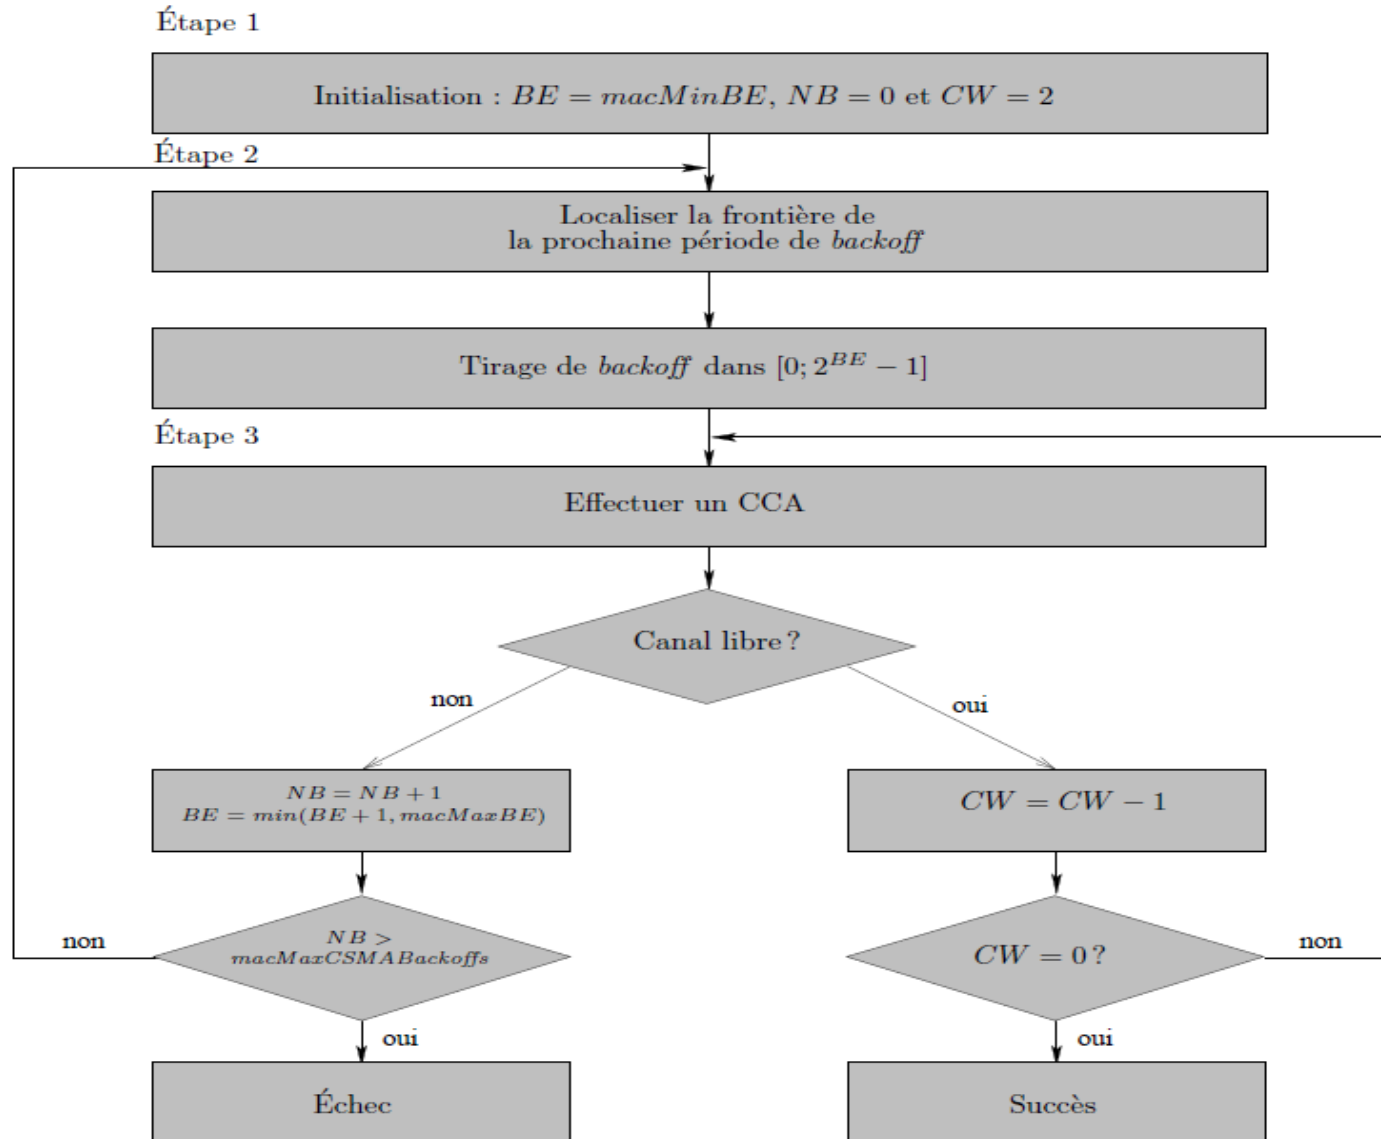 Étape 1
Initialisation : BE = macMinBE, NB = 0 et CW = 2
Étape 2
Localiser la frontière de
la prochaine période de backoff
Tirage de backoff dans [0; 2^{BE} − 1]
Étape 3
Effectuer un CCA
Canal libre ?
non
oui
NB = NB + 1
BE = min(BE + 1, macMaxBE)
CW = CW − 1
non
NB >
macMaxCSMABackoffs
CW = 0 ?
non
oui
oui
Échec
Succès